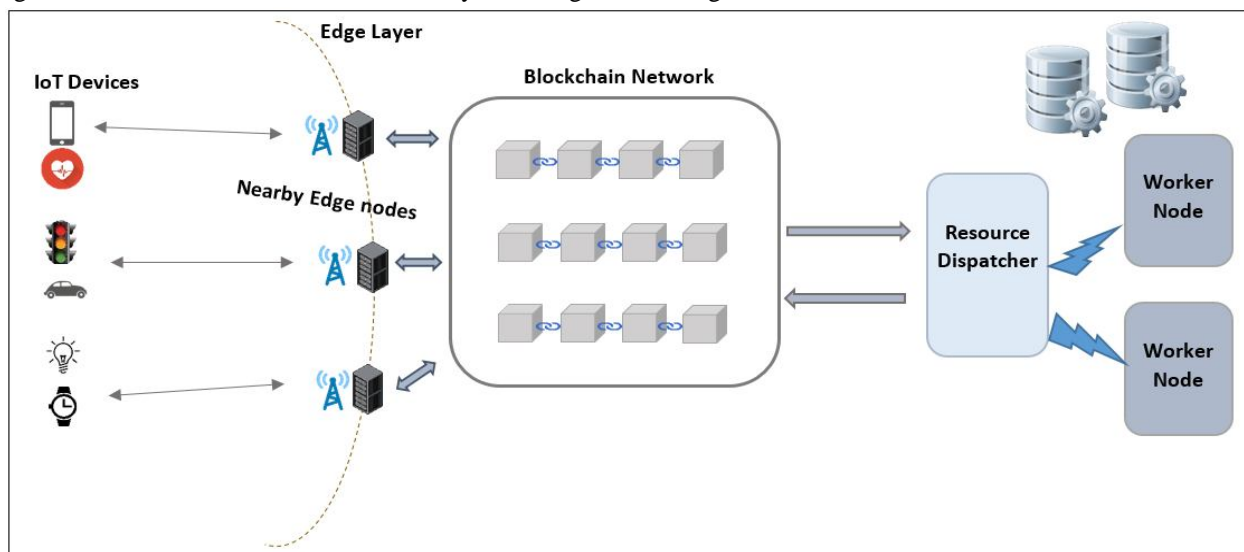 Edge Layer
IoT Devices
Blockchain Network
Nearby Edge nodes
Resource
Dispatcher
Worker
Node
Worker
Node